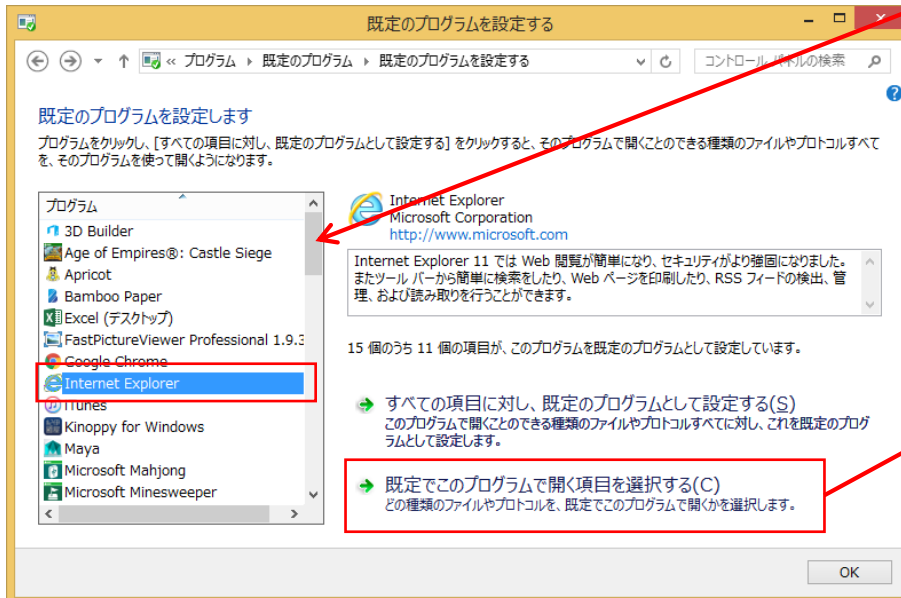 既定のプログラムを設定する
« プログラム ▸ 既定のプログラム ▸ 既定のプログラムを設定する
コントロール パネルの検索
既定のプログラムを設定します
プログラムをクリックし、[すべての項目に対し、既定のプログラムとして設定する] をクリックすると、そのプログラムで開くことのできる種類のファイルやプロトコルすべて
を、そのプログラムを使って開くようになります。
プログラム
3D Builder
Age of Empires®: Castle Siege
Apricot
Bamboo Paper
Excel (デスクトップ)
FastPictureViewer Professional 1.9.3
Google Chrome
Internet Explorer
iTunes
Kinoppy for Windows
Maya
Microsoft Mahjong
Microsoft Minesweeper
Internet Explorer
Microsoft Corporation
http://www.microsoft.com
Internet Explorer 11 では Web 閲覧が簡単になり、セキュリティがより強固になりました。
またツール バーから簡単に検索をしたり、Web ページを印刷したり、RSS フィードの検出、管
理、および読み取りを行うことができます。
15 個のうち 11 個の項目が、このプログラムを既定のプログラムとして設定しています。
すべての項目に対し、既定のプログラムとして設定する(S)
このプログラムで開くことのできる種類のファイルやプロトコルすべてに対し、これを既定のプログ
ラムとして設定します。
既定でこのプログラムで開く項目を選択する(C)
どの種類のファイルやプロトコルを、既定でこのプログラムで開くかを選択します。
OK